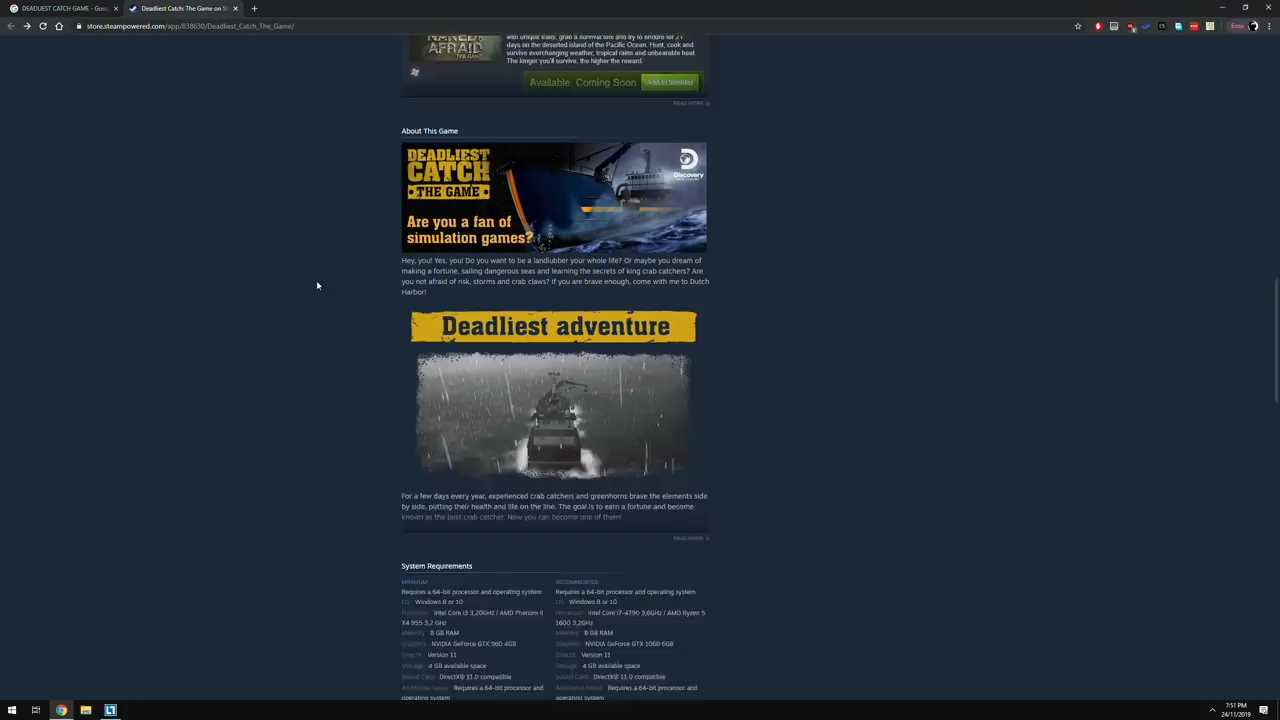 DEADLIEST CATCH GAME - Goo
Deadliest Catch: The Game on St
store.steampowered.com/app/838630/Deadliest_Catch_The_Game/
Error
NAKED &
AFRAID
THE GAME
with unique traits, grab a survival tool and try to endure for 21
days on the deserted island of the Pacific Ocean. Hunt, cook and
survive everchanging weather, tropical rains and unbearable heat.
The longer you'll survive, the higher the reward.
Available: Coming Soon
Add to Wishlist
READ MORE
About This Game
DEADLIEST
CATCH
• THE GAME •
Discovery
Are you a fan of
simulation games?
Hey, you! Yes, you! Do you want to be a landlubber your whole life? Or maybe you dream of
making a fortune, sailing dangerous seas and learning the secrets of king crab catchers? Are
you not afraid of risk, storms and crab claws? If you are brave enough, come with me to Dutch
Harbor!
Deadliest adventure
For a few days every year, experienced crab catchers and greenhorns brave the elements side
by side, putting their health and life on the line. The goal is to earn a fortune and become
known as the best crab catcher. Now you can become one of them!
READ MORE
System Requirements
MINIMUM:
Requires a 64-bit processor and operating system
OS: Windows 8 or 10
Processor: Intel Core i3 3,20GHz / AMD Phenom II
X4 955 3,2 GHz
Memory: 8 GB RAM
Graphics: NVIDIA GeForce GTX 960 4GB
DirectX: Version 11
Storage: 4 GB available space
Sound Card: DirectX® 11.0 compatible
Additional Notes: Requires a 64-bit processor and
operating system
RECOMMENDED:
Requires a 64-bit processor and operating system
OS: Windows 8 or 10
Processor: Intel Core i7-4790 3,6GHz / AMD Ryzen 5
1600 3,2GHz
Memory: 8 GB RAM
Graphics: NVIDIA GeForce GTX 1060 6GB
DirectX: Version 11
Storage: 4 GB available space
Sound Card: DirectX® 11.0 compatible
Additional Notes: Requires a 64-bit processor and
operating system
7:51 PM
24/11/2019